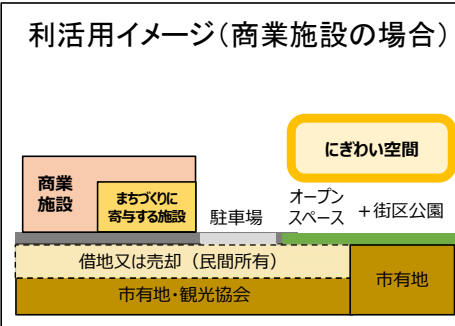 利活用イメージ（商業施設の場合）
にぎわい空間
商業
施設
まちづくりに
寄与する施設
駐車場
オープン
スペース
＋街区公園
借地又は売却（民間所有）
市有地・観光協会
市有地